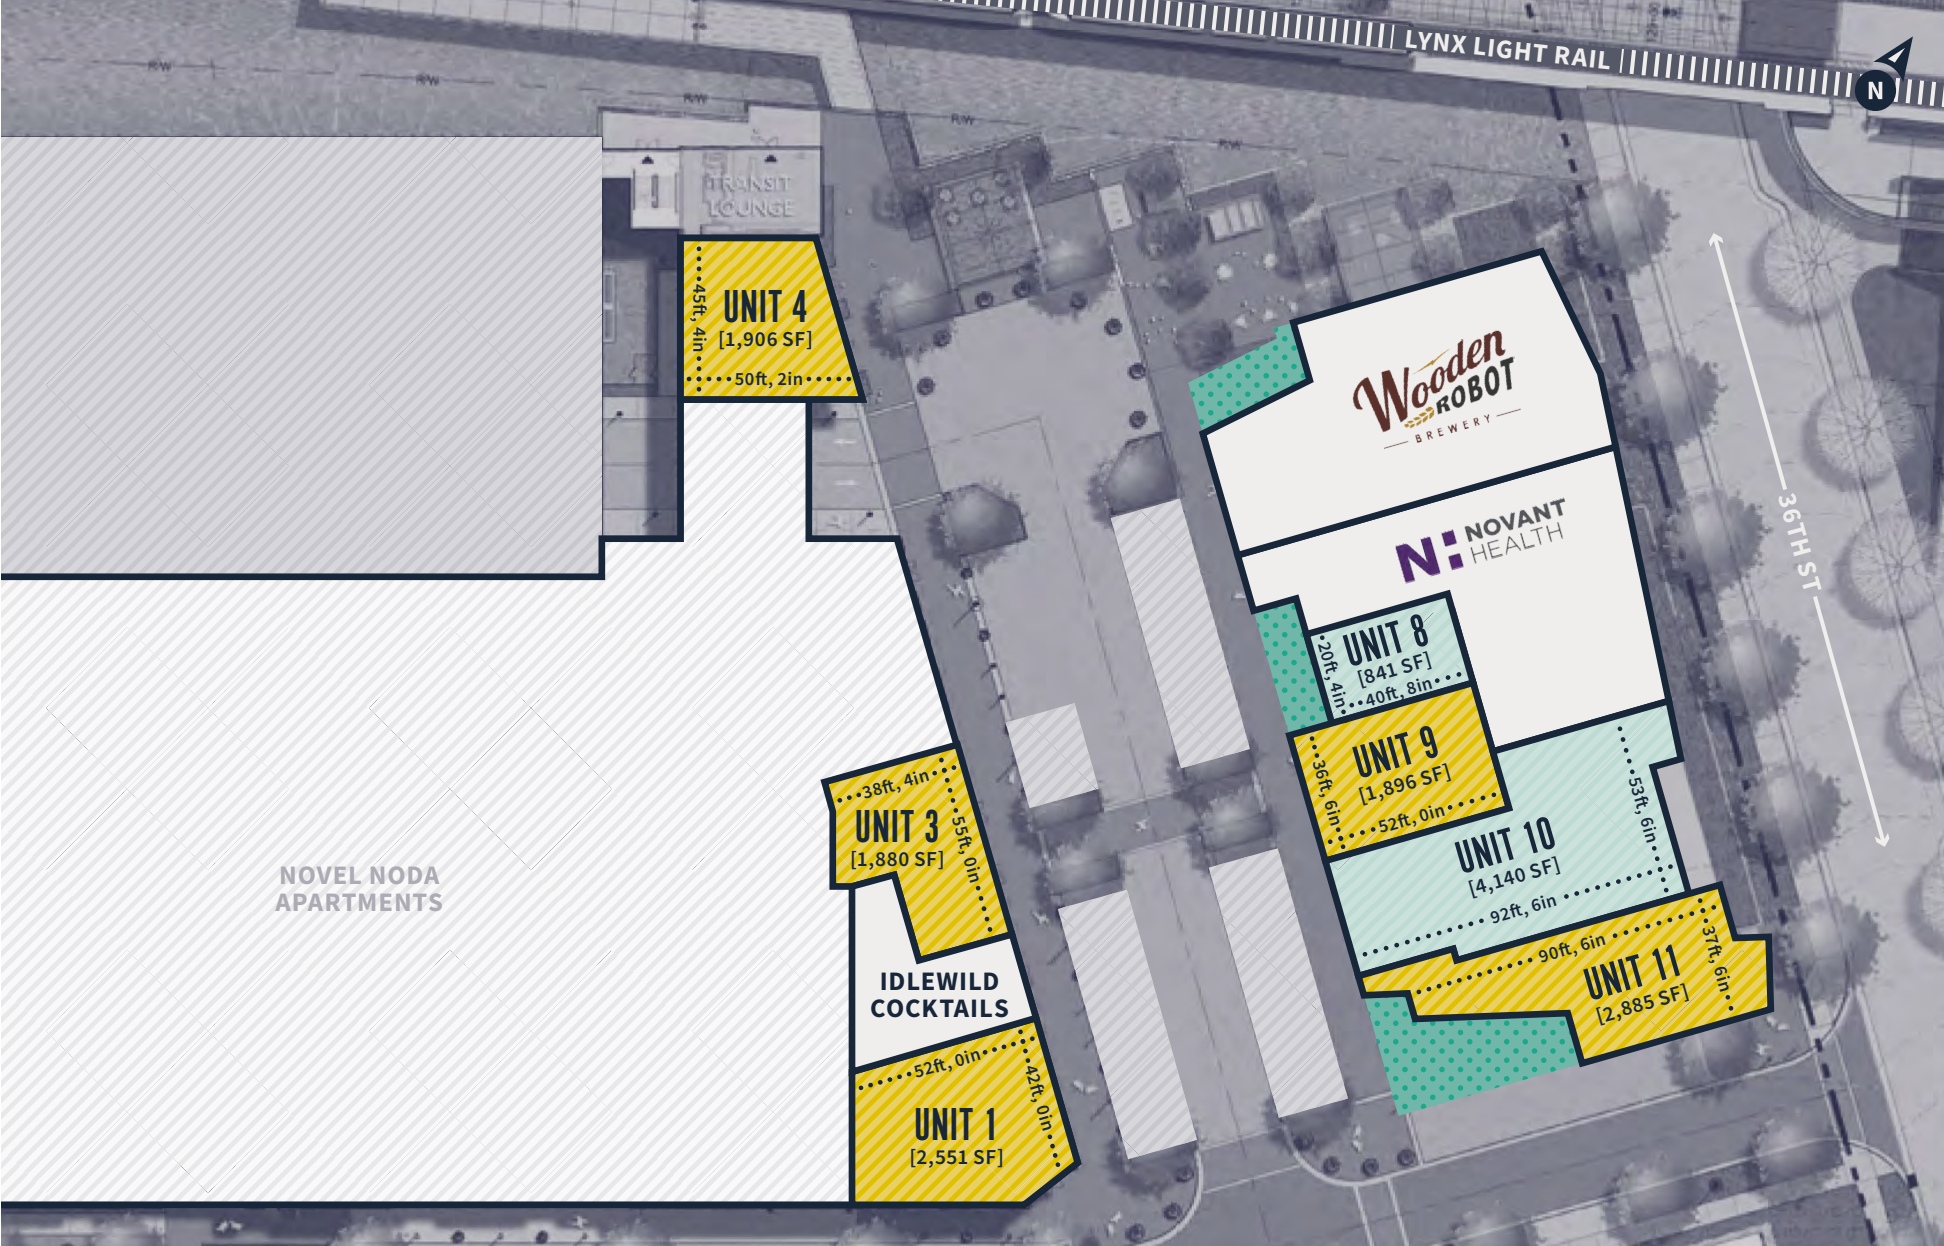 LYNX LIGHT RAIL
N
R/W
R/W
R/W
R/W
R/W
TRANSIT
LOUNGE
UNIT 4
[1,906 SF]
45ft, 4in
50ft, 2in
Wooden
ROBOT
BREWERY
NOVANT
HEALTH
36TH ST
UNIT 8
[841 SF]
20ft, 4in
40ft, 8in
UNIT 9
[1,896 SF]
36ft, 6in
52ft, 0in
UNIT 10
[4,140 SF]
53ft, 6in
92ft, 6in
UNIT 11
[2,885 SF]
90ft, 6in
37ft, 6in
38ft, 4in
UNIT 3
[1,880 SF]
55ft, 0in
NOVEL NODA
APARTMENTS
IDLEWILD
COCKTAILS
52ft, 0in
42ft, 0in
UNIT 1
[2,551 SF]